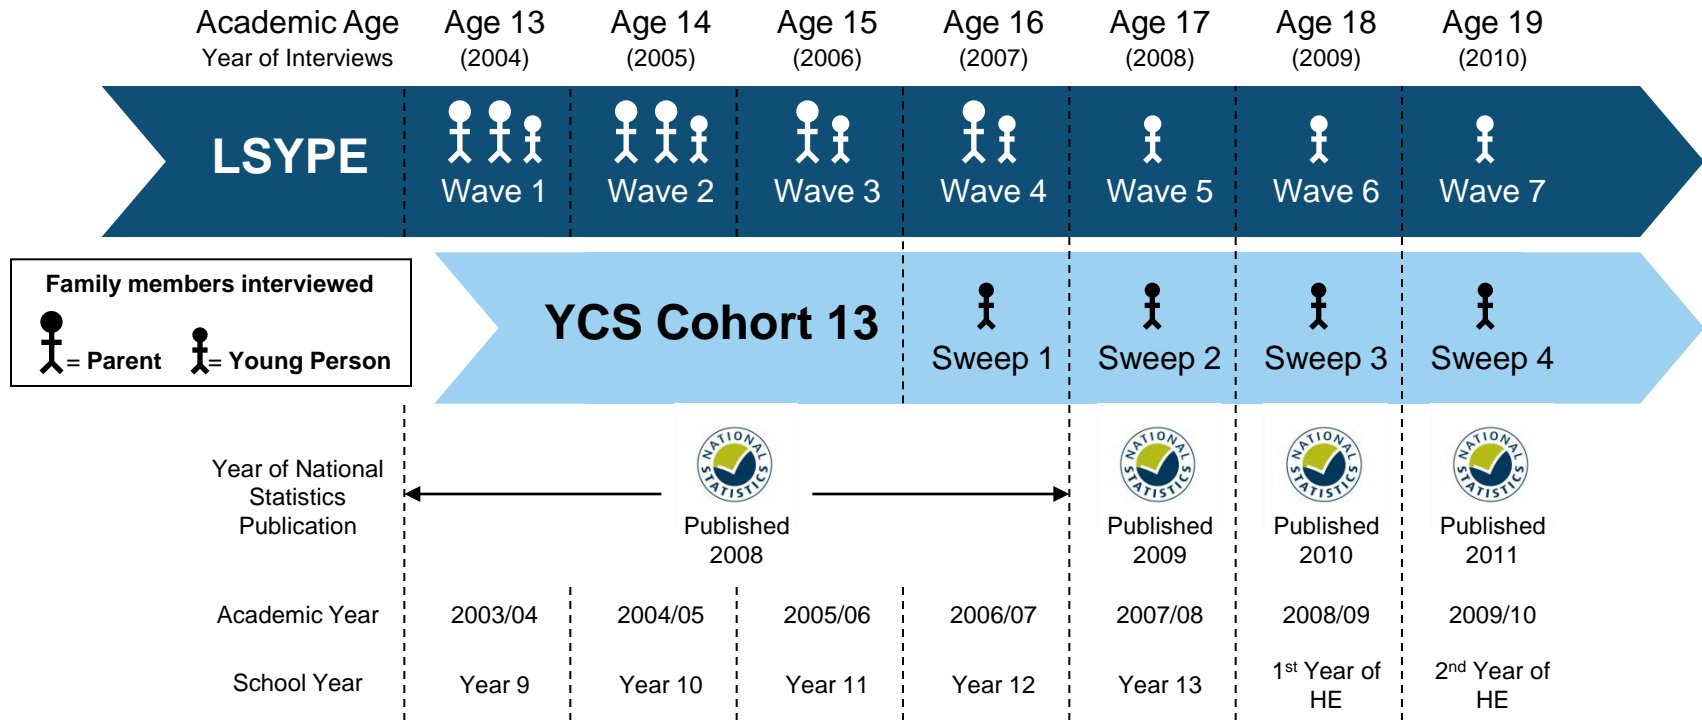 Academic Age Age 13 Age 14 Age 15 Age 16 Age 17 Age 18 Age 19
Year of Interviews (2004) (2005) (2006) (2007) (2008) (2009) (2010)
LSYPE
Wave 1 Wave 2 Wave 3 Wave 4 Wave 5 Wave 6 Wave 7
Family members interviewed
= Parent = Young Person
YCS Cohort 13
Sweep 1 Sweep 2 Sweep 3 Sweep 4
Year of National
Statistics
Publication
NATIONAL STATISTICS
Published
2008
NATIONAL STATISTICS
Published
2009
NATIONAL STATISTICS
Published
2010
NATIONAL STATISTICS
Published
2011
Academic Year 2003/04 2004/05 2005/06 2006/07 2007/08 2008/09 2009/10
School Year Year 9 Year 10 Year 11 Year 12 Year 13 1st Year of HE 2nd Year of HE